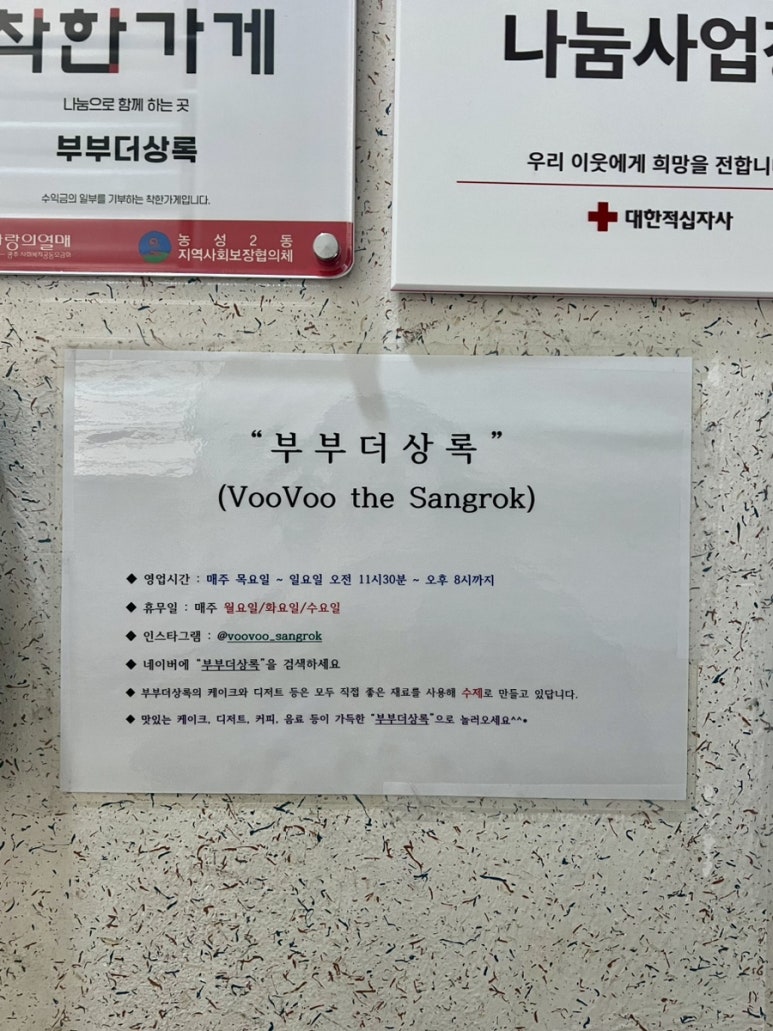 착한가게
나눔으로 함께 하는 곳
부부더상록
수익금의 일부를 기부하는 착한가게입니다.
사랑의열매
농성2동
지역사회보장협의체
나눔사업장
우리 이웃에게 희망을 전합니다
대한적십자사
“부부더상록”
(VooVoo the Sangrok)
◆ 영업시간 : 매주 목요일 ~ 일요일 오전 11시30분 ~ 오후 8시까지
◆ 휴무일 : 매주 월요일/화요일/수요일
◆ 인스타그램 : @voovoo_sangrok
◆ 네이버에 “부부더상록”을 검색하세요
◆ 부부더상록의 케이크와 디저트 등은 모두 직접 좋은 재료를 사용해 수제로 만들고 있답니다.
◆ 맛있는 케이크, 디저트, 커피, 음료 등이 가득한 “부부더상록”으로 놀러오세요^^*